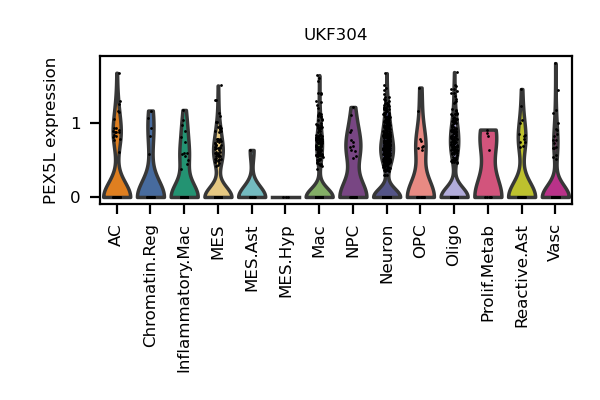 UKF304
PEX5L expression
1
0
AC
Chromatin.Reg
Inflammatory.Mac
MES
MES.Ast
MES.Hyp
Mac
NPC
Neuron
OPC
Oligo
Prolif.Metab
Reactive.Ast
Vasc